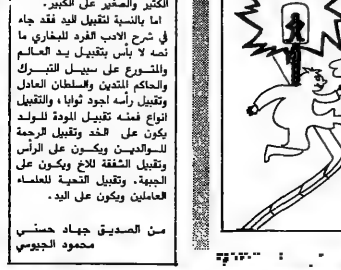 الكثير والصغير على الكبير.
اما بالنسبة لتقبيل اليد فقد جاء
في شرح الادب الفرد للبخاري ما
نصه لا بأس بتقبيل يد العالم
والمتورع على سبيل التبرك
والحاكم المتدين والسلطان العادل
وتقبيل رأسه اجود ثوابا، والتقبيل
انواع فمنه تقبيل المودة للولد
يكون على الخد وتقبيل الرحمة
للوالدين ويكون على الرأس
وتقبيل الشفقة للاخ ويكون على
الجبهة. وتقبيل التحية للعلماء
العاملين ويكون على اليد.
من الصديق جهاد حسني
محمود الجيوسي